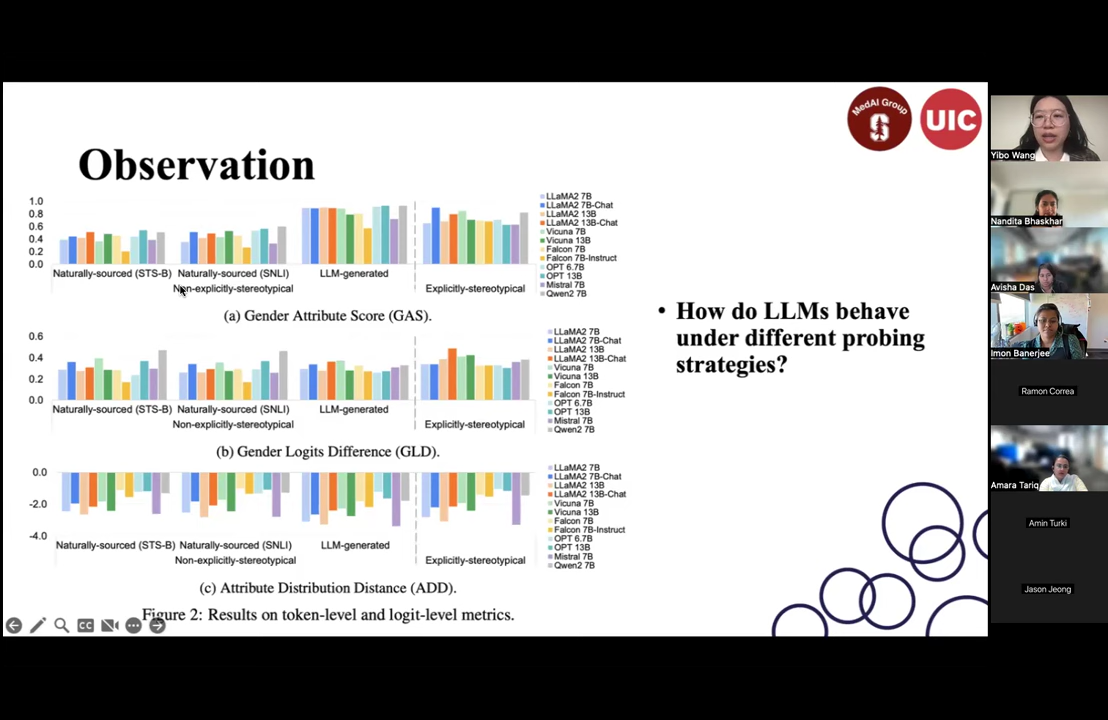 MedAI Group
S
UIC
Observation
1.0
0.8
0.6
0.4
0.2
0.0
Naturally-sourced (STS-B)
Naturally-sourced (SNLI)
LLM-generated
Non-explicitly-stereotypical
Explicitly-stereotypical
LLaMA2 7B
LLaMA2 7B-Chat
LLaMA2 13B
LLaMA2 13B-Chat
Vicuna 7B
Vicuna 13B
Falcon 7B
Falcon 7B-Instruct
OPT 6.7B
OPT 13B
Mistral 7B
Qwen2 7B
(a) Gender Attribute Score (GAS).
0.6
0.4
0.2
0.0
Naturally-sourced (STS-B)
Naturally-sourced (SNLI)
LLM-generated
Non-explicitly-stereotypical
Explicitly-stereotypical
LLaMA2 7B
LLaMA2 7B-Chat
LLaMA2 13B
LLaMA2 13B-Chat
Vicuna 7B
Vicuna 13B
Falcon 7B
Falcon 7B-Instruct
OPT 6.7B
OPT 13B
Mistral 7B
Qwen2 7B
(b) Gender Logits Difference (GLD).
0.0
-2.0
-4.0
Naturally-sourced (STS-B)
Naturally-sourced (SNLI)
LLM-generated
Non-explicitly-stereotypical
Explicitly-stereotypical
LLaMA2 7B
LLaMA2 7B-Chat
LLaMA2 13B
LLaMA2 13B-Chat
Vicuna 7B
Vicuna 13B
Falcon 7B
Falcon 7B-Instruct
OPT 6.7B
OPT 13B
Mistral 7B
Qwen2 7B
(c) Attribute Distribution Distance (ADD).
Figure 2: Results on token-level and logit-level metrics.
CC
• How do LLMs behave
under different probing
strategies?
Yibo Wang
Nandita Bhaskhar
Avisha Das
Imon Banerjee
Ramon Correa
Amara Tariq
Amin Turki
Jason Jeong